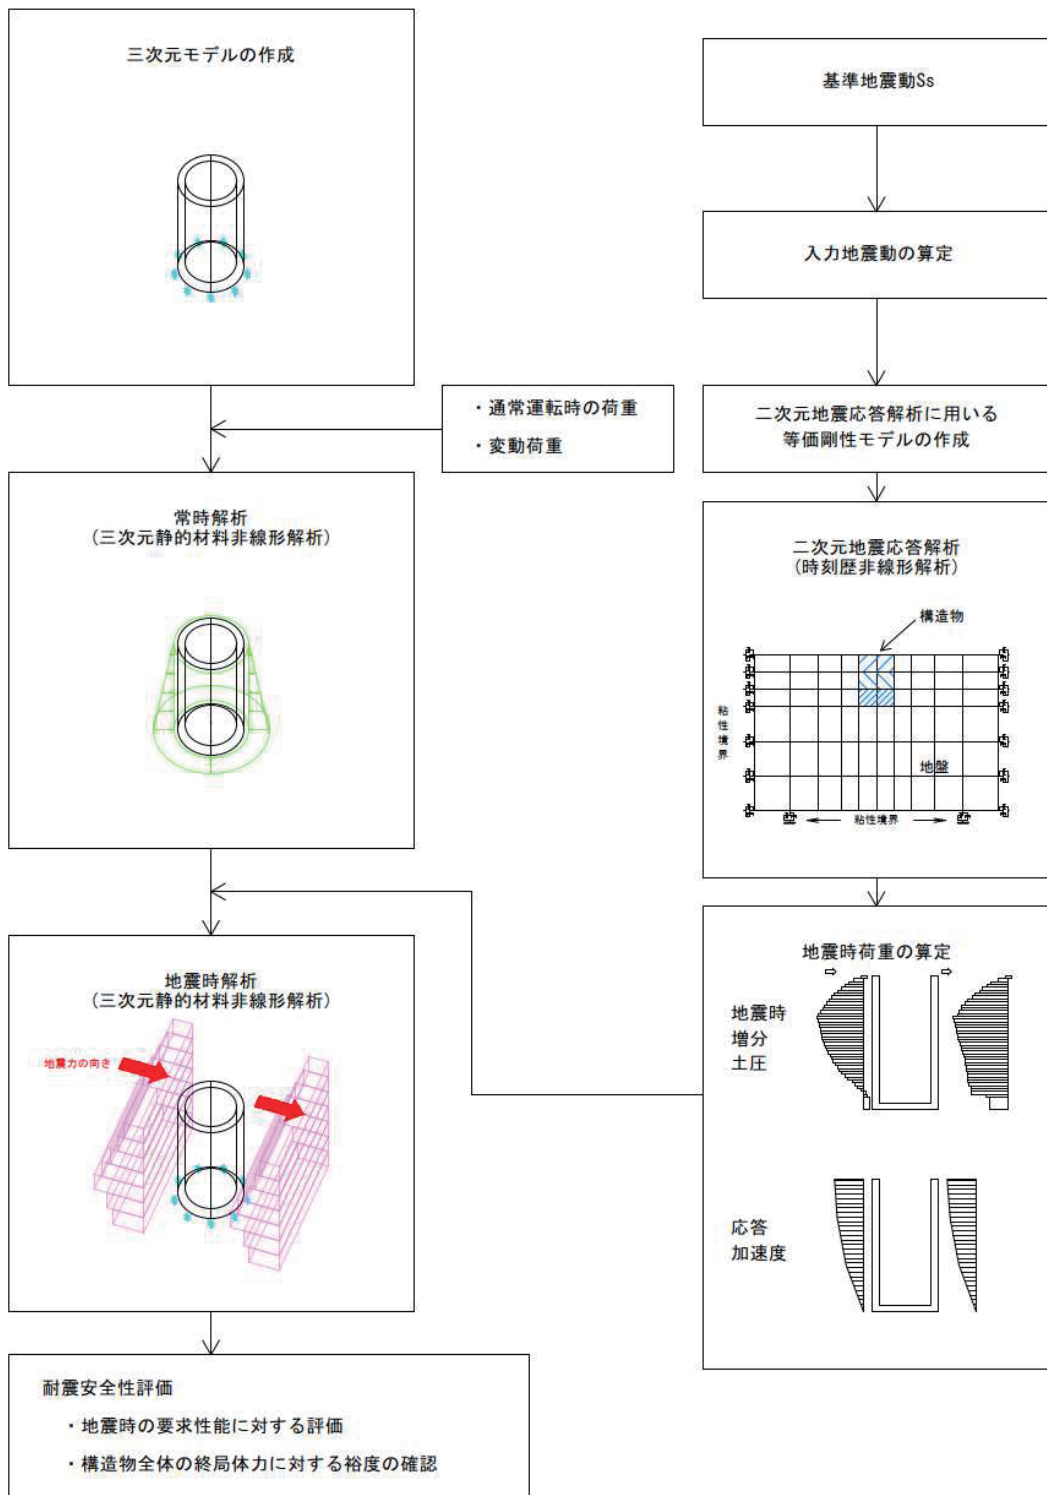 三次元モデルの作成
・通常運転時の荷重
・変動荷重
常時解析
(三次元静的材料非線形解析)
地震時解析
(三次元静的材料非線形解析)
地震力の向き
耐震安全性評価
・地震時の要求性能に対する評価
・構造物全体の終局体力に対する裕度の確認
基準地震動Ss
入力地震動の算定
二次元地震応答解析に用いる
等価剛性モデルの作成
二次元地震応答解析
(時刻歴非線形解析)
構造物
粘性境界
地盤
粘性境界
地震時荷重の算定
地震時
増分
土圧
応答
加速度